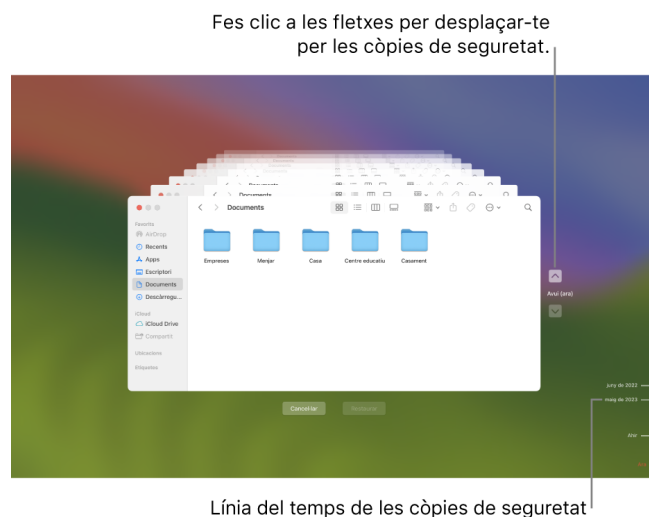 Fes clic a les fletxes per desplaçar-te
per les còpies de seguretat.
Documents
Documents
Favorits
AirDrop
Recents
Apps
Escriptori
Documents
Descàrregu...
iCloud
iCloud Drive
Compartit
Ubicacions
Etiquetes
Empreses
Menjar
Casa
Centre educatiu
Casament
Avui (ara)
juny de 2022
maig de 2023
Cancel·lar
Restaurar
Línia del temps de les còpies de seguretat